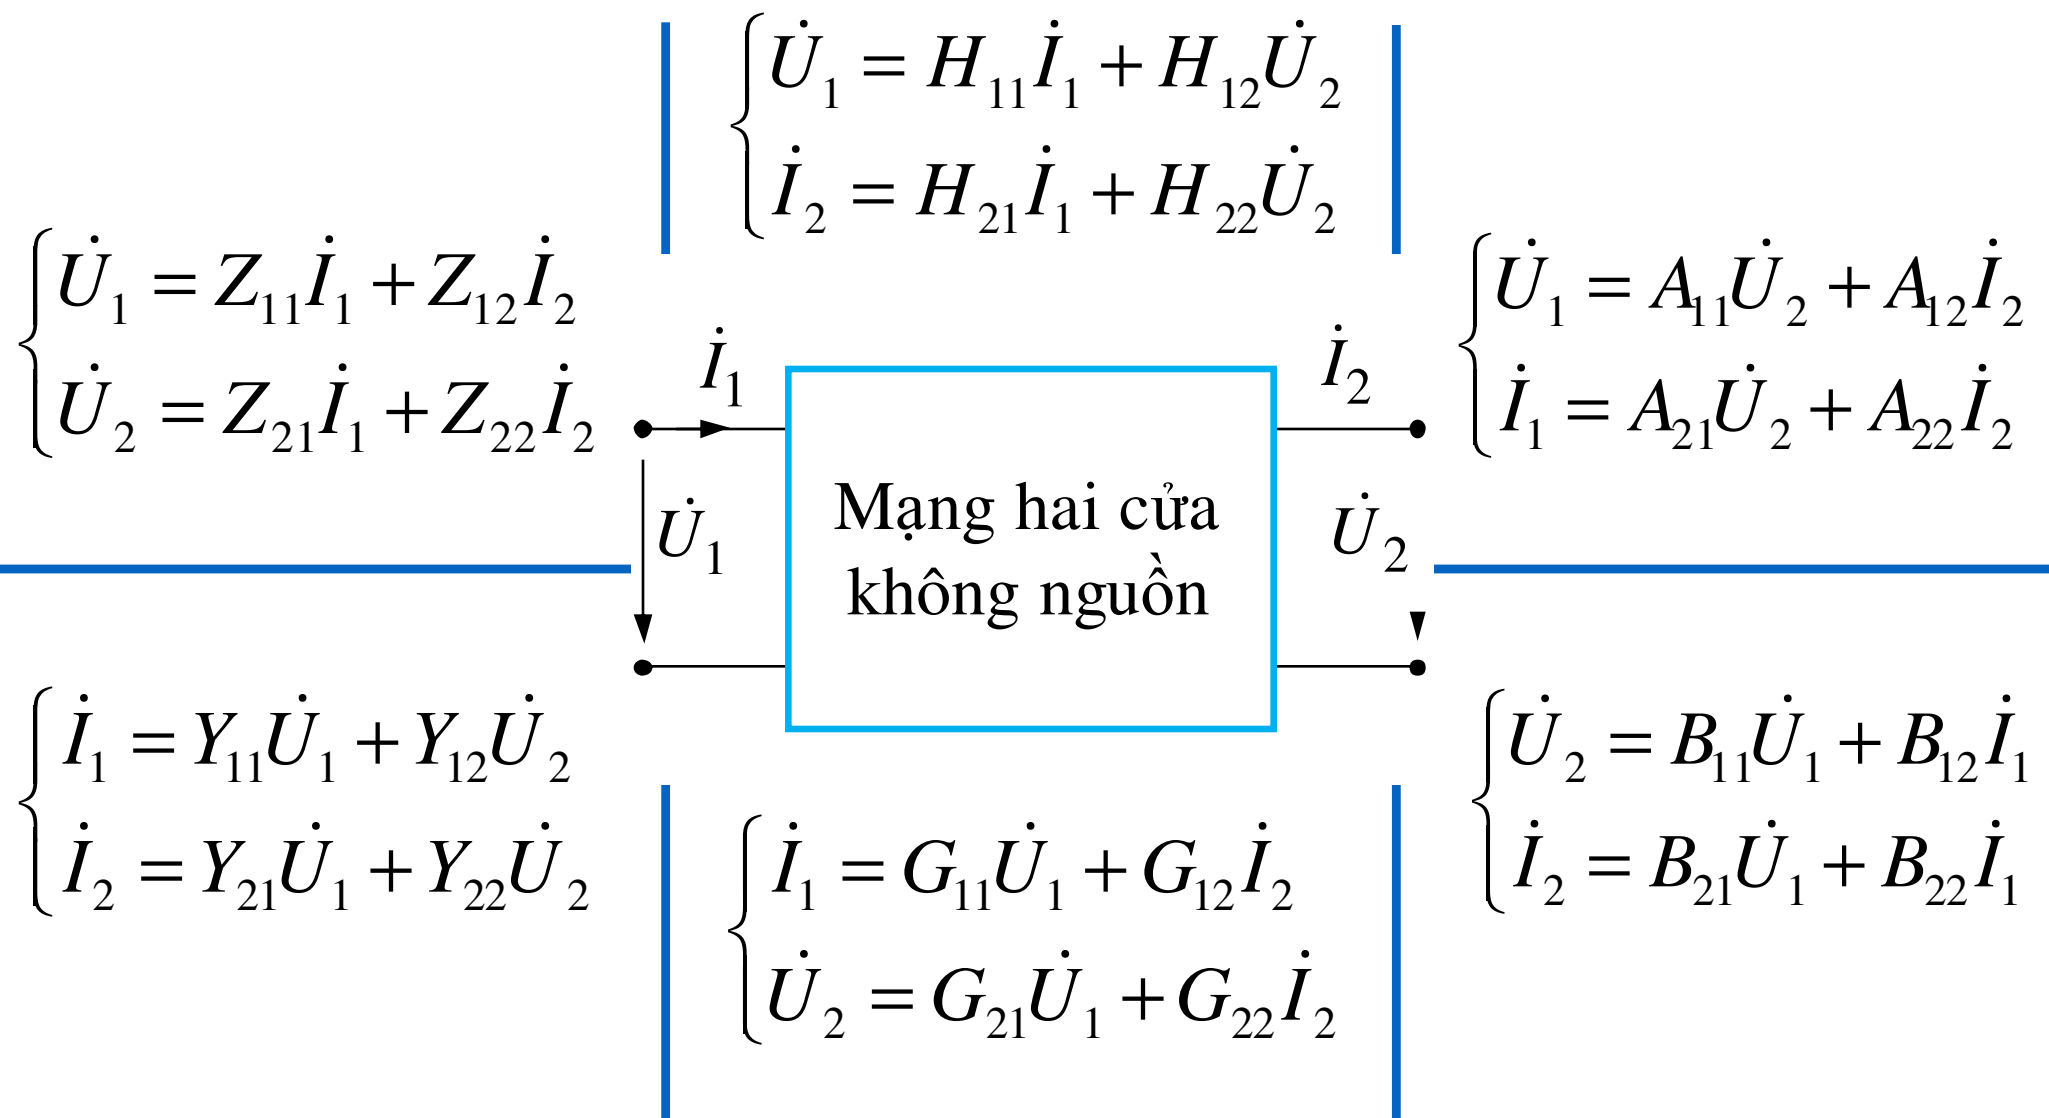 U̇₁ = H₁₁İ₁ + H₁₂U̇₂
İ₂ = H₂₁İ₁ + H₂₂U̇₂
U̇₁ = Z₁₁İ₁ + Z₁₂İ₂
U̇₂ = Z₂₁İ₁ + Z₂₂İ₂
U̇₁ = A₁₁U̇₂ + A₁₂İ₂
İ₁ = A₂₁U̇₂ + A₂₂İ₂
İ₁
İ₂
U̇₁
Mạng hai cửa
không nguồn
U̇₂
İ₁ = Y₁₁U̇₁ + Y₁₂U̇₂
İ₂ = Y₂₁U̇₁ + Y₂₂U̇₂
İ₁ = G₁₁U̇₁ + G₁₂İ₂
U̇₂ = G₂₁U̇₁ + G₂₂İ₂
U̇₂ = B₁₁U̇₁ + B₁₂İ₁
İ₂ = B₂₁U̇₁ + B₂₂İ₁